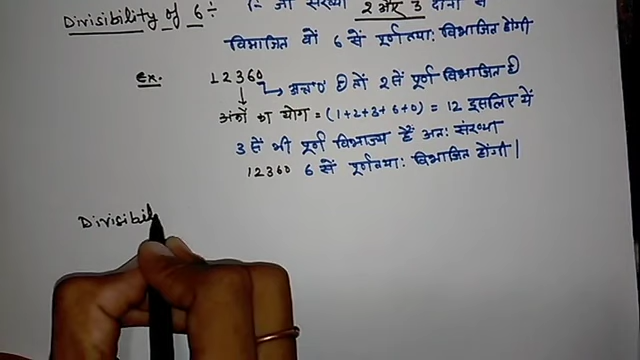 Divisibility of 6 :- जो संख्या 2 और 3 दोनों से
विभाजित वों 6 सें पूर्णतया: विभाजित होंगी
Ex. 12360 → अन्त 0 हैं तों 2 सें पूर्ण विभाजित हैं
अंकों का योग = (1+2+3+6+0) = 12 इसलिए यें
3 सें भी पूर्ण विभाज्य हैं अत: संख्या
12360 6 सें पूर्णतया: विभाजित होंगी |
Divisibil